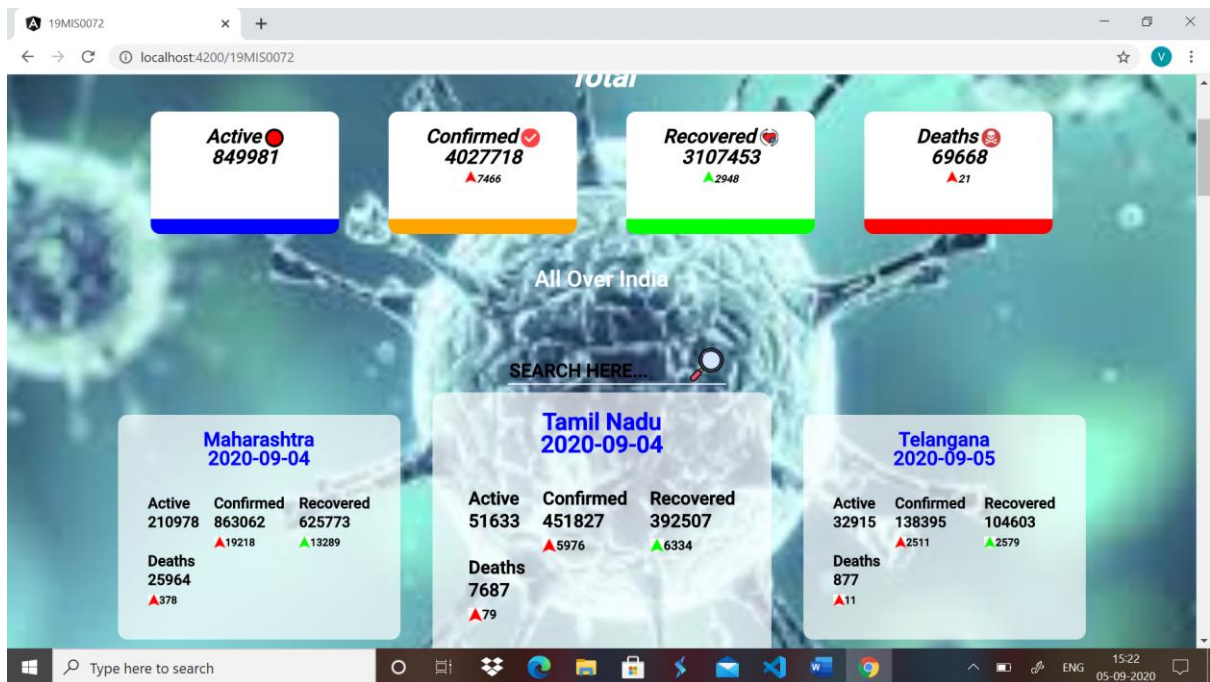 19MIS0072
localhost:4200/19MIS0072
V
Total
Active
849981
Confirmed
4027718
7466
Recovered
3107453
2948
Deaths
69668
21
All Over India
SEARCH HERE...
Maharashtra
2020-09-04
Active Confirmed Recovered
210978 863062 625773
19218 13289
Deaths
25964
378
Tamil Nadu
2020-09-04
Active Confirmed Recovered
51633 451827 392507
5976 6334
Deaths
7687
79
Telangana
2020-09-05
Active Confirmed Recovered
32915 138395 104603
2511 2579
Deaths
877
11
Type here to search
ENG
15:22
05-09-2020